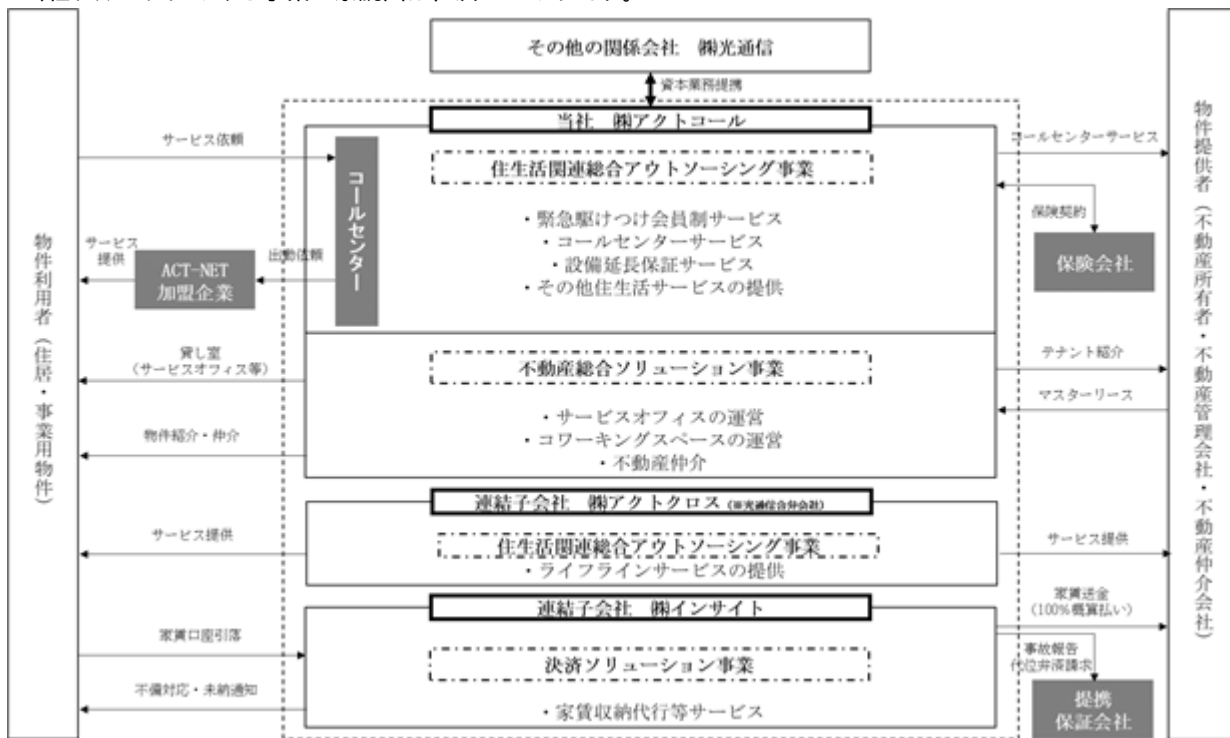 その他の関係会社　㈱光通信
資本業務提携
当社　㈱アクトコール
住生活関連総合アウトソーシング事業
・緊急駆けつけ会員制サービス
・コールセンターサービス
・設備延長保証サービス
・その他住生活サービスの提供
コールセンター
サービス依頼
出動依頼
ACT-NET
加盟企業
サービス
提供
物件利用者（住居・事業用物件）
コールセンターサービス
保険契約
保険会社
物件提供者（不動産所有者・不動産管理会社・不動産仲介会社）
貸し室
（サービスオフィス等）
不動産総合ソリューション事業
テナント紹介
マスターリース
・サービスオフィスの運営
・コワーキングスペースの運営
・不動産仲介
物件紹介・仲介
連結子会社　㈱アクトクロス（※光通信合弁会社）
サービス提供
住生活関連総合アウトソーシング事業
・ライフラインサービスの提供
サービス提供
連結子会社　㈱インサイト
家賃送金
(100%概算払い)
家賃口座引落
決済ソリューション事業
事故報告
代位弁済請求
不備対応・未納通知
・家賃収納代行等サービス
提携
保証会社